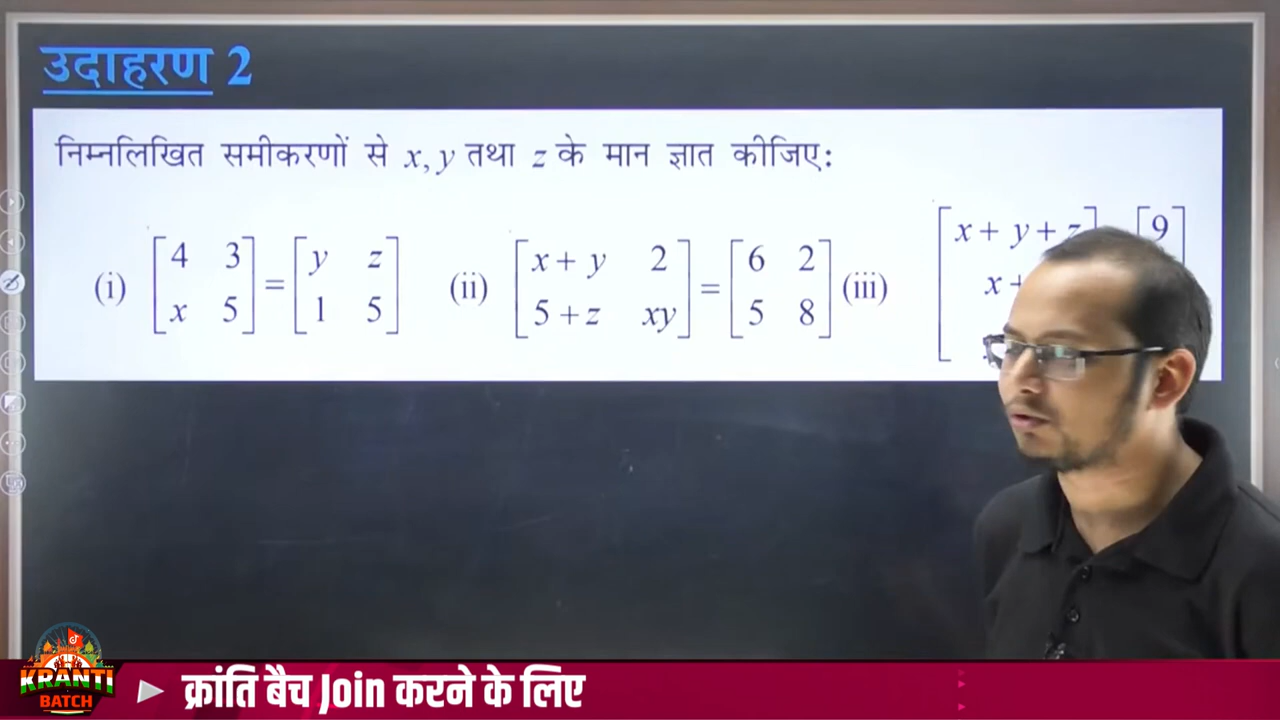 उदाहरण 2
निम्नलिखित समीकरणों से x, y तथा z के मान ज्ञात कीजिए:
(i) [4 3; x 5] = [y z; 1 5] (ii) [x + y 2; 5 + z xy] = [6 2; 5 8] (iii) [x + y + z; x +] [9]
KRANTI
BATCH
क्रांति बैच Join करने के लिए